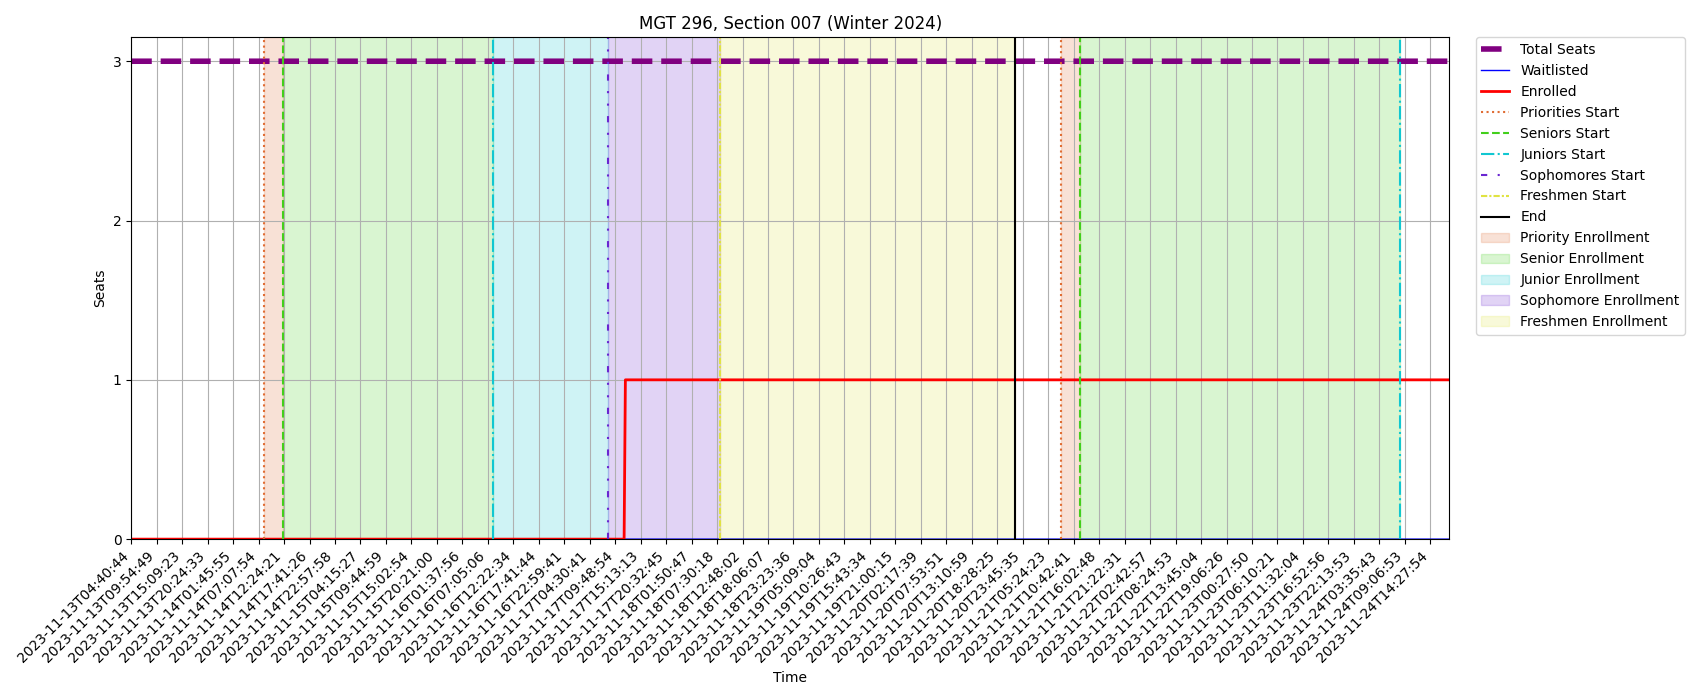 MGT 296, Section 007 (Winter 2024)
3
2
1
0
Seats
2023-11-13T04:40:44
2023-11-13T09:54:49
2023-11-13T15:09:23
2023-11-13T20:24:33
2023-11-14T01:45:55
2023-11-14T07:07:54
2023-11-14T12:24:21
2023-11-14T17:41:26
2023-11-14T22:57:58
2023-11-15T04:15:27
2023-11-15T09:44:59
2023-11-15T15:02:54
2023-11-15T20:21:00
2023-11-16T01:37:56
2023-11-16T07:05:06
2023-11-16T12:22:34
2023-11-16T17:41:44
2023-11-16T22:59:41
2023-11-17T04:30:41
2023-11-17T09:48:54
2023-11-17T15:13:13
2023-11-17T20:32:45
2023-11-18T01:50:47
2023-11-18T07:30:18
2023-11-18T12:48:02
2023-11-18T18:06:07
2023-11-18T23:23:36
2023-11-19T05:09:04
2023-11-19T10:26:43
2023-11-19T15:43:34
2023-11-19T21:00:15
2023-11-20T02:17:39
2023-11-20T07:53:51
2023-11-20T13:10:59
2023-11-20T18:28:25
2023-11-20T23:45:35
2023-11-21T05:24:23
2023-11-21T10:42:41
2023-11-21T16:02:48
2023-11-21T21:22:31
2023-11-22T02:42:57
2023-11-22T08:24:53
2023-11-22T13:45:04
2023-11-22T19:06:26
2023-11-23T00:27:50
2023-11-23T06:10:21
2023-11-23T11:32:04
2023-11-23T16:52:56
2023-11-23T22:13:53
2023-11-24T03:35:43
2023-11-24T09:06:53
2023-11-24T14:27:54
Time
Total Seats
Waitlisted
Enrolled
Priorities Start
Seniors Start
Juniors Start
Sophomores Start
Freshmen Start
End
Priority Enrollment
Senior Enrollment
Junior Enrollment
Sophomore Enrollment
Freshmen Enrollment